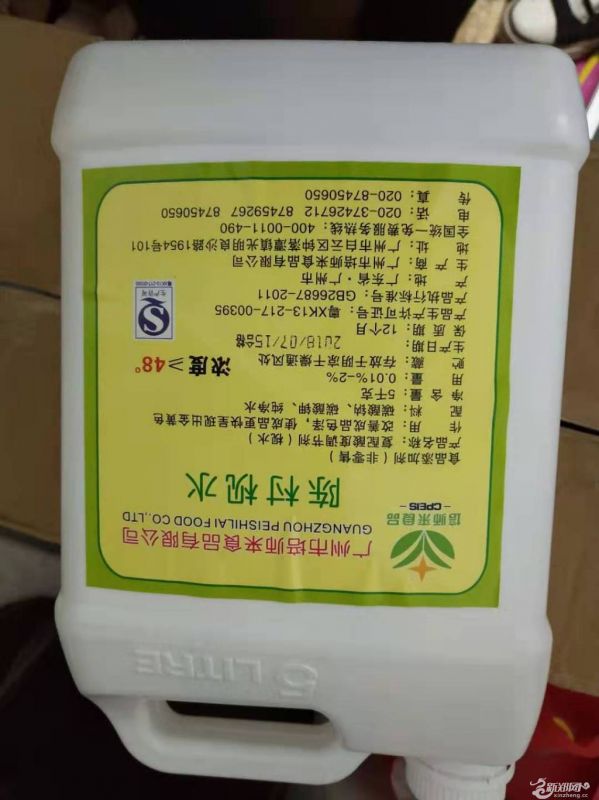 广州市培师来食品有限公司
GUANGZHOU PEISHILAI FOOD CO.,LTD
培师来食品
CPEIS
陈村枧水
食品添加剂（非零售）
产品名称：复配酸度调节剂（枧水）
作用：改善成品色泽，使成品更快呈现出金黄色
配料：碳酸钠、碳酸钾、纯净水
净含量：5千克
用量：0.01%-2%
贮藏：存放于阴凉干燥通风处
浓度≥48°
生产日期：2018/07/15合格
保质期：12个月
产品生产许可证号：粤XK13-217-00395
产品执行标准号：GB26687-2011
产地：广东省·广州市
生产商：广州市培师来食品有限公司
地址：广州市白云区钟落潭镇光明良沙路1954号101
全国统一免费服务热线：400-0011-490
电话：020-37426712 87459267 87450650
传真：020-87450650
生产许可
5 LITRE
新郑网
xinzheng.cc